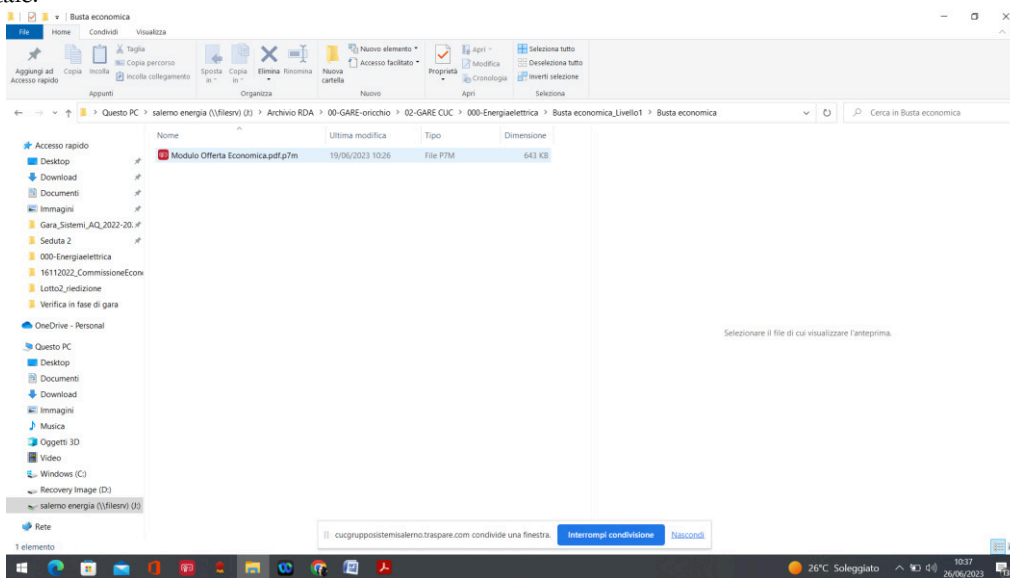 Busta economica
File Home Condividi Visualizza
Aggiungi ad Accesso rapido
Copia
Incolla
Taglia
Copia percorso
Incolla collegamento
Appunti
Sposta in
Copia in
Elimina
Rinomina
Organizza
Nuova cartella
Nuovo elemento
Accesso facilitato
Nuovo
Proprietà
Apri
Modifica
Cronologia
Apri
Seleziona tutto
Deseleziona tutto
Inverti selezione
Seleziona
Questo PC > salerno energia (\\filesrv) (J:) > Archivio RDA > 00-GARE-oricchio > 02-GARE CUC > 000-Energiaelettrica > Busta economica_Livello1 > Busta economica
Cerca in Busta economica
Nome Ultima modifica Tipo Dimensione
Modulo Offerta Economica.pdf.p7m 19/06/2023 10:26 File P7M 643 KB
Accesso rapido
Desktop
Download
Documenti
Immagini
Gara_Sistemi_AQ_2022-20.
Seduta 2
000-Energiaelettrica
16112022_CommissioneEcon
Lotto2_riedizione
Verifica in fase di gara
OneDrive - Personal
Questo PC
Desktop
Documenti
Download
Immagini
Musica
Oggetti 3D
Video
Windows (C:)
Recovery Image (D:)
salerno energia (\\filesrv) (J:)
Rete
Selezionare il file di cui visualizzare l'anteprima.
1 elemento
cucgrupposistemisalerno.traspare.com condivide una finestra. Interrompi condivisione Nascondi
26°C Soleggiato
10:37
26/06/2023